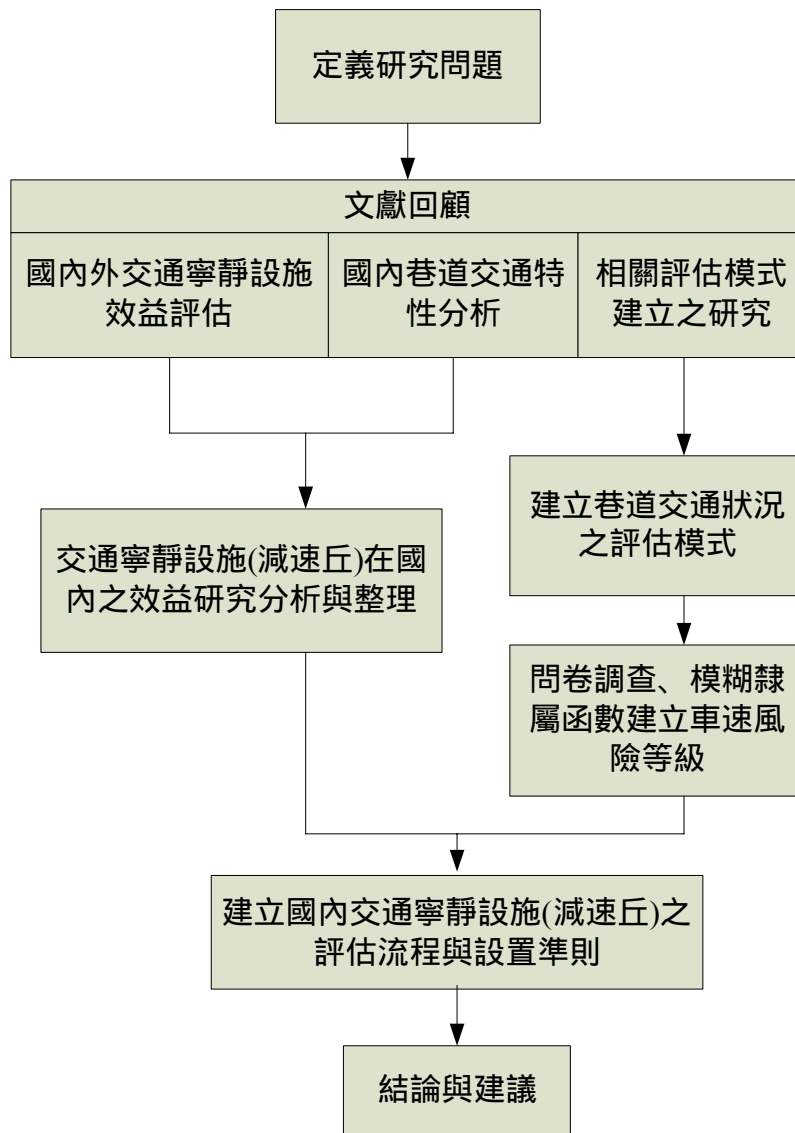 定義研究問題
文獻回顧
國內外交通寧靜設施
效益評估
國內巷道交通特
性分析
相關評估模式
建立之研究
交通寧靜設施(減速丘)在國
內之效益研究分析與整理
建立巷道交通狀況
之評估模式
問卷調查、模糊隸
屬函數建立車速風
險等級
建立國內交通寧靜設施(減速丘)之
評估流程與設置準則
結論與建議